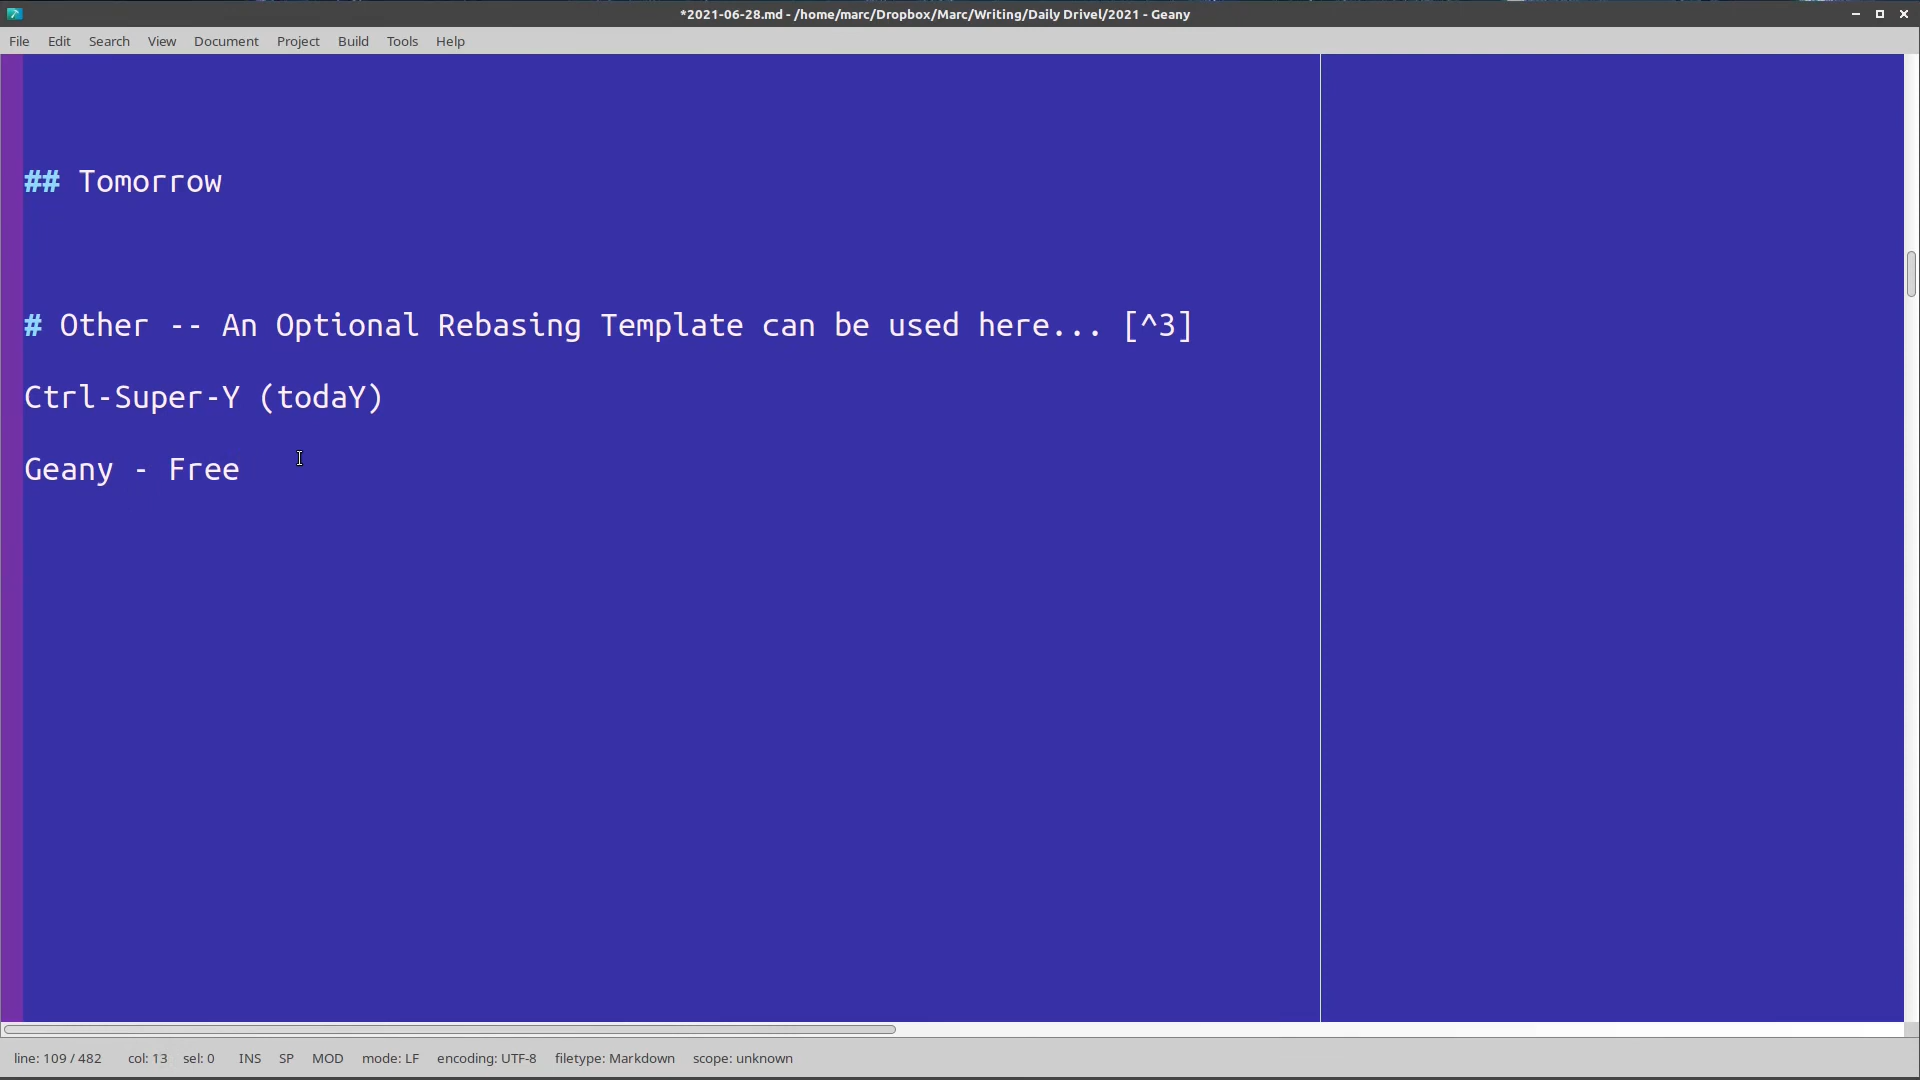 *2021-06-28.md - /home/marc/Dropbox/Marc/Writing/Daily Drivel/2021 - Geany
File Edit Search View Document Project Build Tools Help
## Tomorrow
# Other -- An Optional Rebasing Template can be used here... [^3]
Ctrl-Super-Y (todaY)
Geany - Free
line: 109 / 482 col: 13 sel: 0 INS SP MOD mode: LF encoding: UTF-8 filetype: Markdown scope: unknown